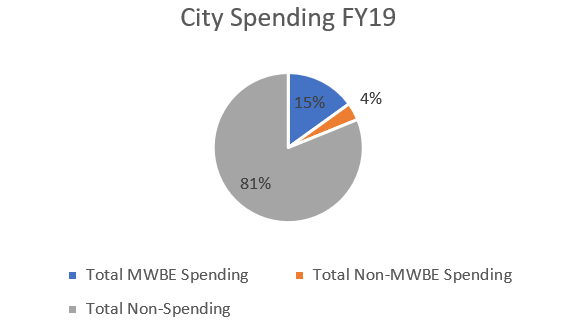 City Spending FY19
15%
4%
81%
Total MWBE Spending
Total Non-MWBE Spending
Total Non-Spending